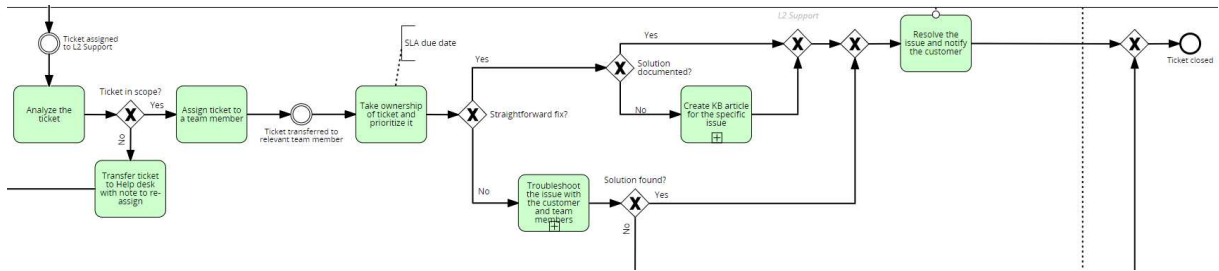 L2 Support
Ticket assigned
to L2 Support
SLA due date
Yes
Solution
documented?
Resolve the
issue and notify
the customer
Ticket closed
Analyze the
ticket
Ticket in scope?
Yes
No
Assign ticket to
a team member
Ticket transferred to
relevant team member
Take ownership
of ticket and
prioritize it
Yes
Straightforward fix?
No
No
Create KB article
for the specific
issue
Transfer ticket
to Help desk
with note to re-
assign
Troubleshoot
the issue with
the customer
and team
members
Solution found?
Yes
No